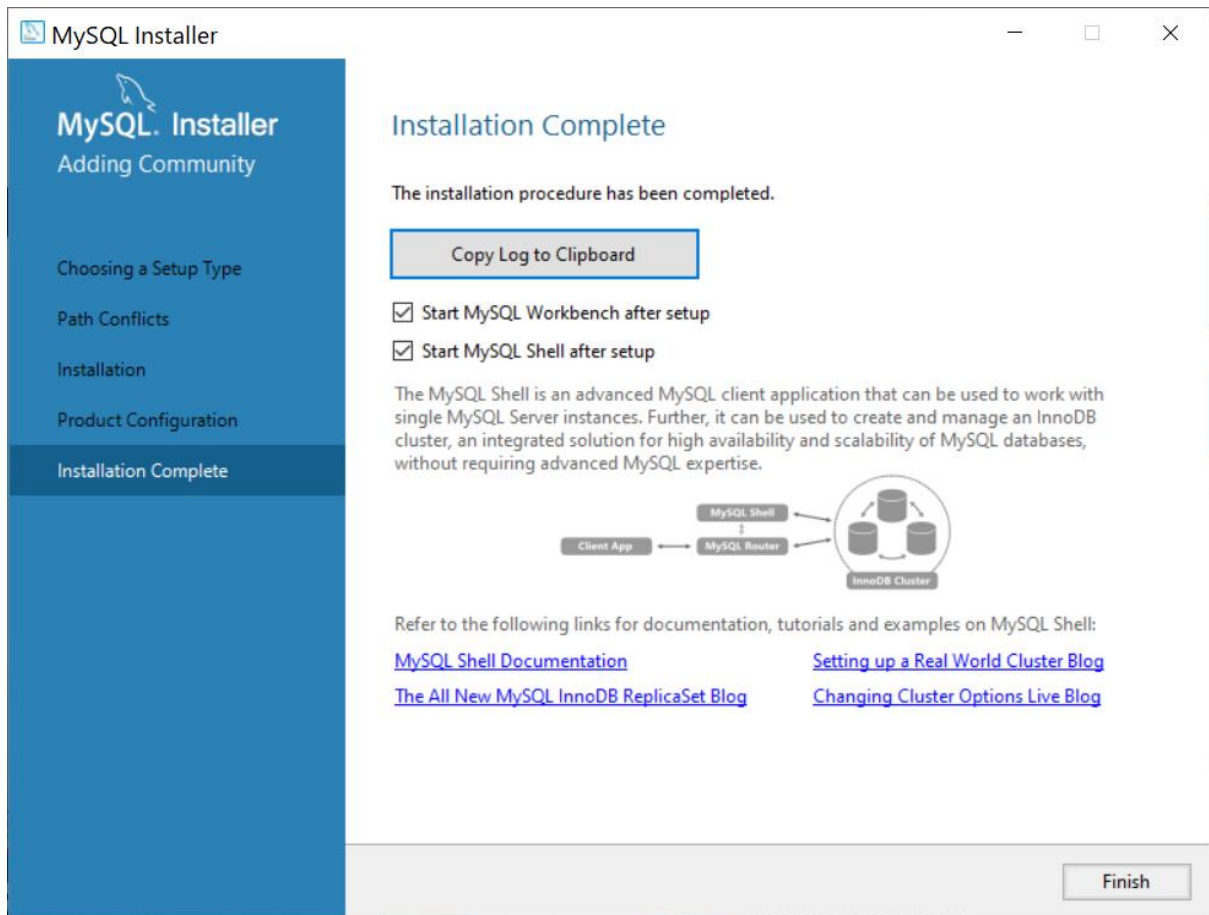 MySQL Installer
MySQL. Installer
Adding Community
Choosing a Setup Type
Path Conflicts
Installation
Product Configuration
Installation Complete
Installation Complete
The installation procedure has been completed.
Copy Log to Clipboard
Start MySQL Workbench after setup
Start MySQL Shell after setup
The MySQL Shell is an advanced MySQL client application that can be used to work with
single MySQL Server instances. Further, it can be used to create and manage an InnoDB
cluster, an integrated solution for high availability and scalability of MySQL databases,
without requiring advanced MySQL expertise.
MySQL Shell
Client App
MySQL Router
InnoDB Cluster
Refer to the following links for documentation, tutorials and examples on MySQL Shell:
MySQL Shell Documentation
Setting up a Real World Cluster Blog
The All New MySQL InnoDB ReplicaSet Blog
Changing Cluster Options Live Blog
Finish